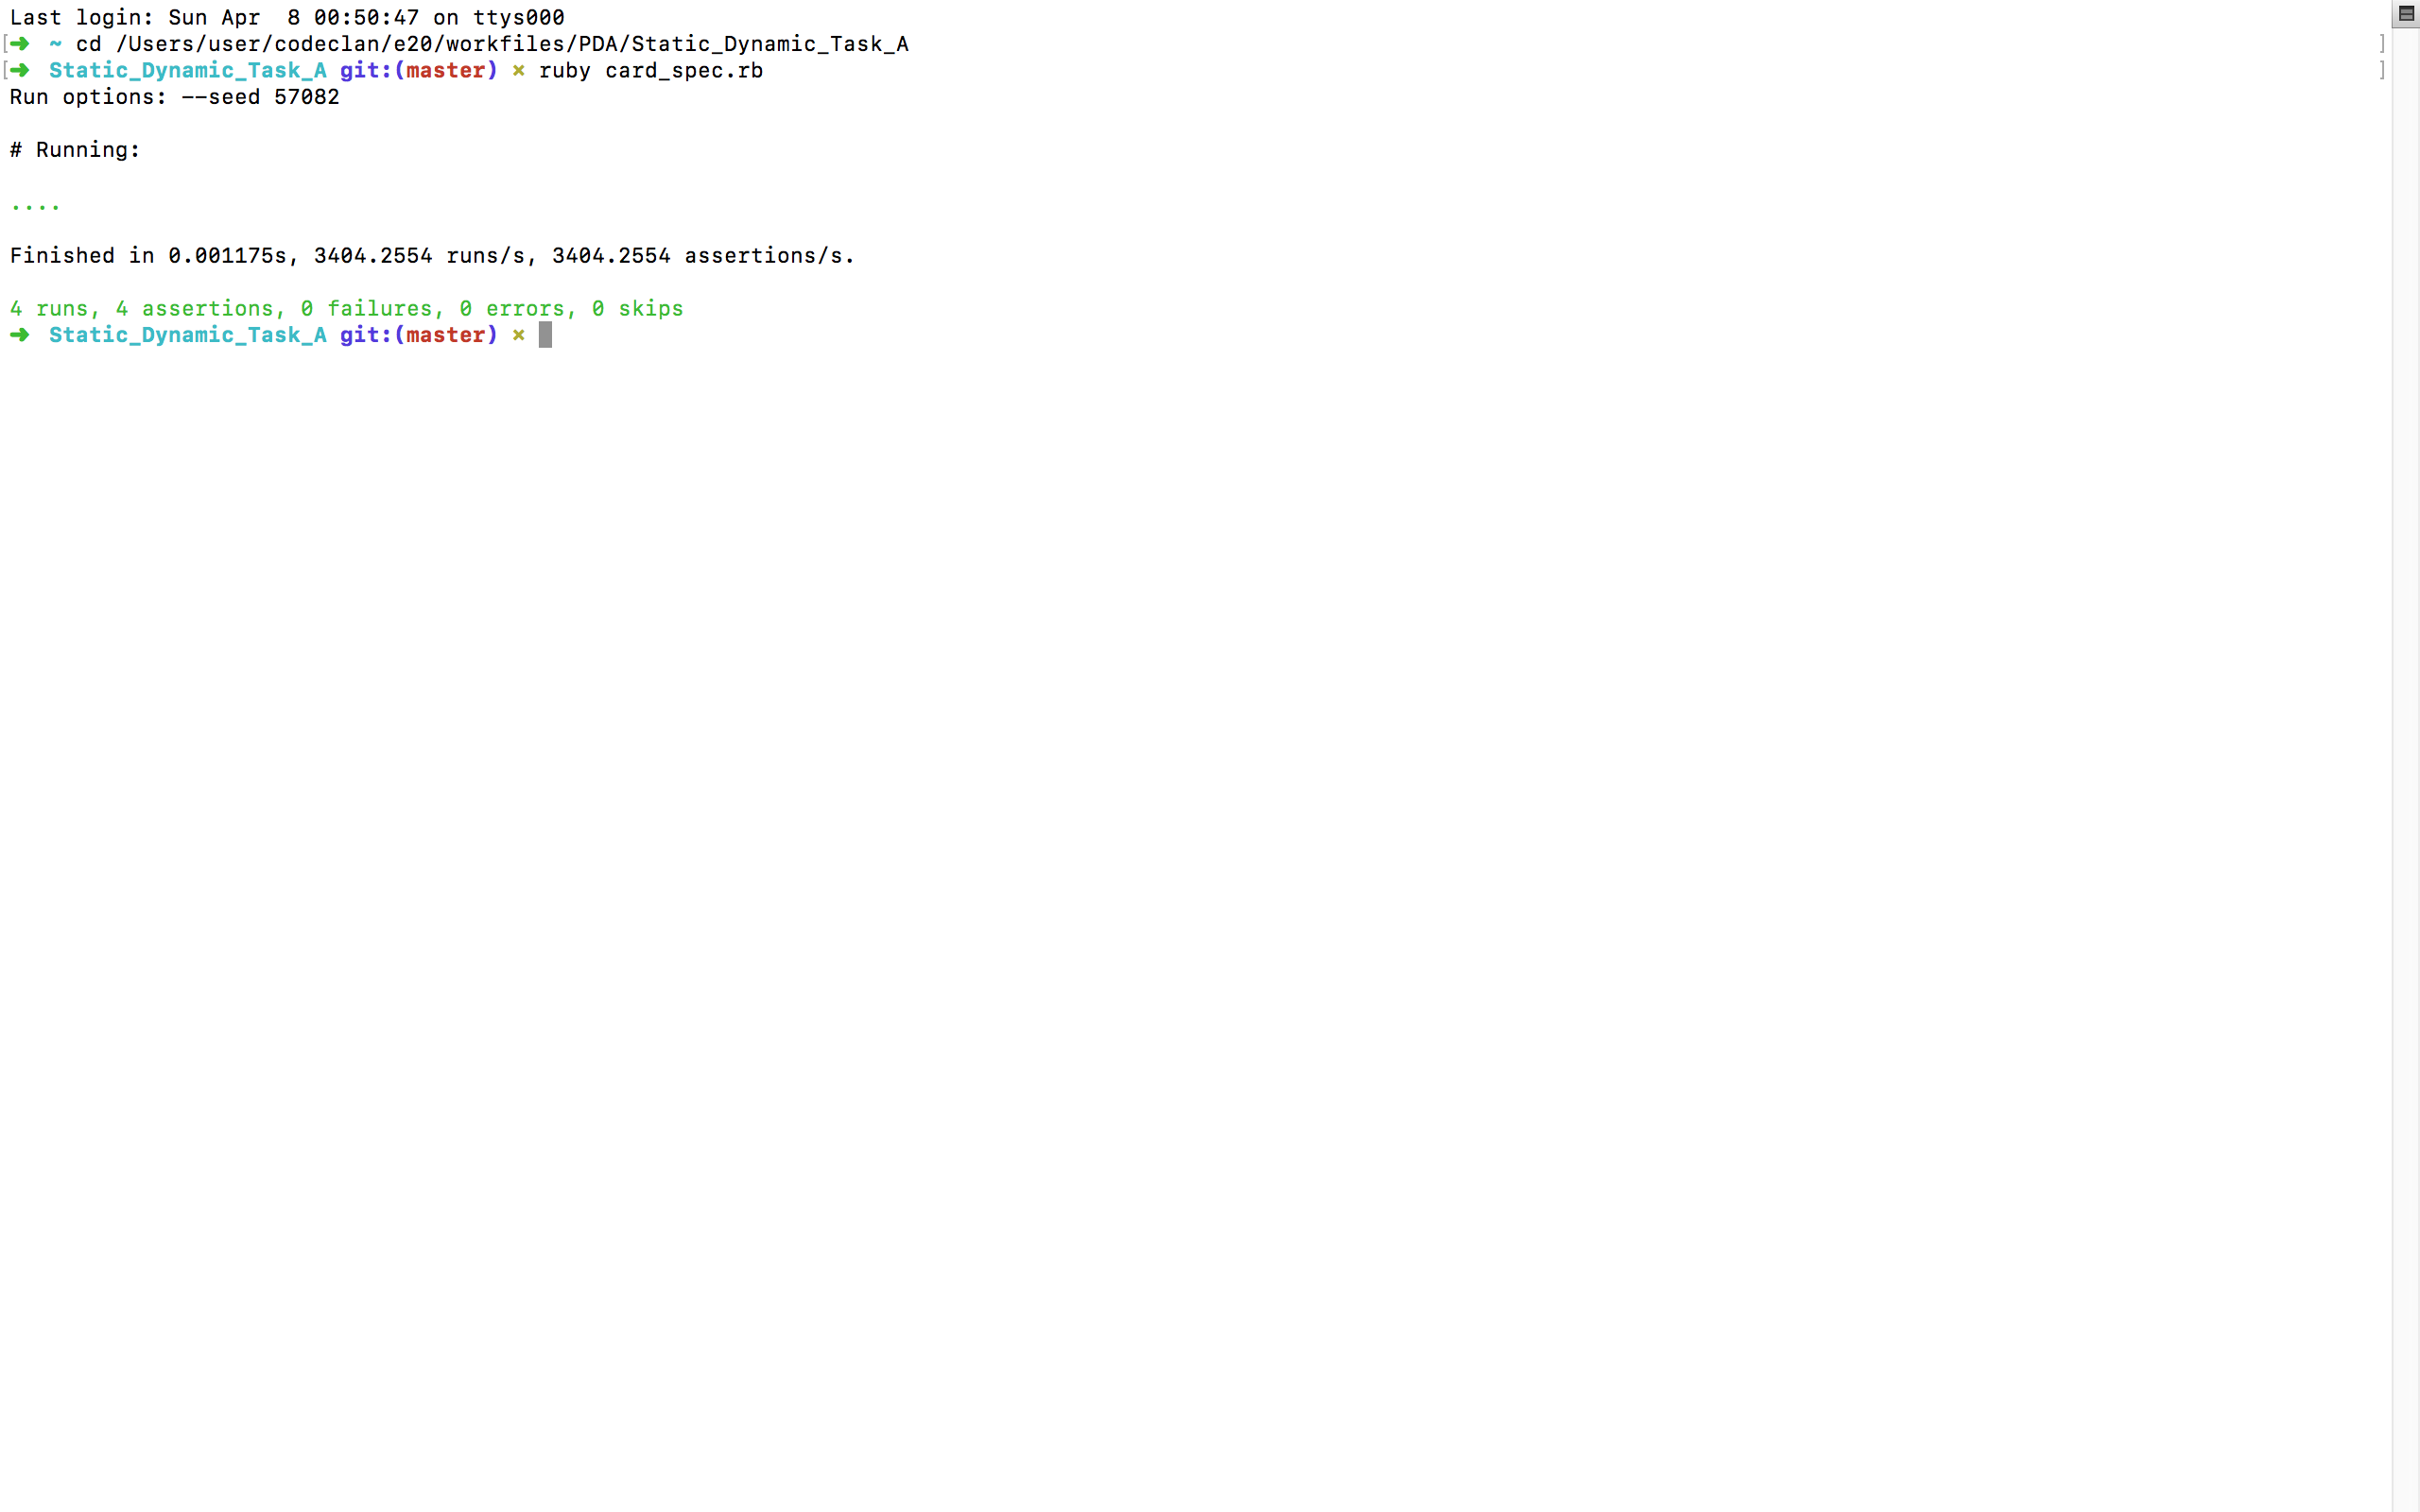 Last login: Sun Apr  8 00:50:47 on ttys000
[➜  ~ cd /Users/user/codeclan/e20/workfiles/PDA/Static_Dynamic_Task_A ]
[➜  Static_Dynamic_Task_A git:(master) ✗ ruby card_spec.rb ]
Run options: --seed 57082
# Running:
....
Finished in 0.001175s, 3404.2554 runs/s, 3404.2554 assertions/s.
4 runs, 4 assertions, 0 failures, 0 errors, 0 skips
➜  Static_Dynamic_Task_A git:(master) ✗